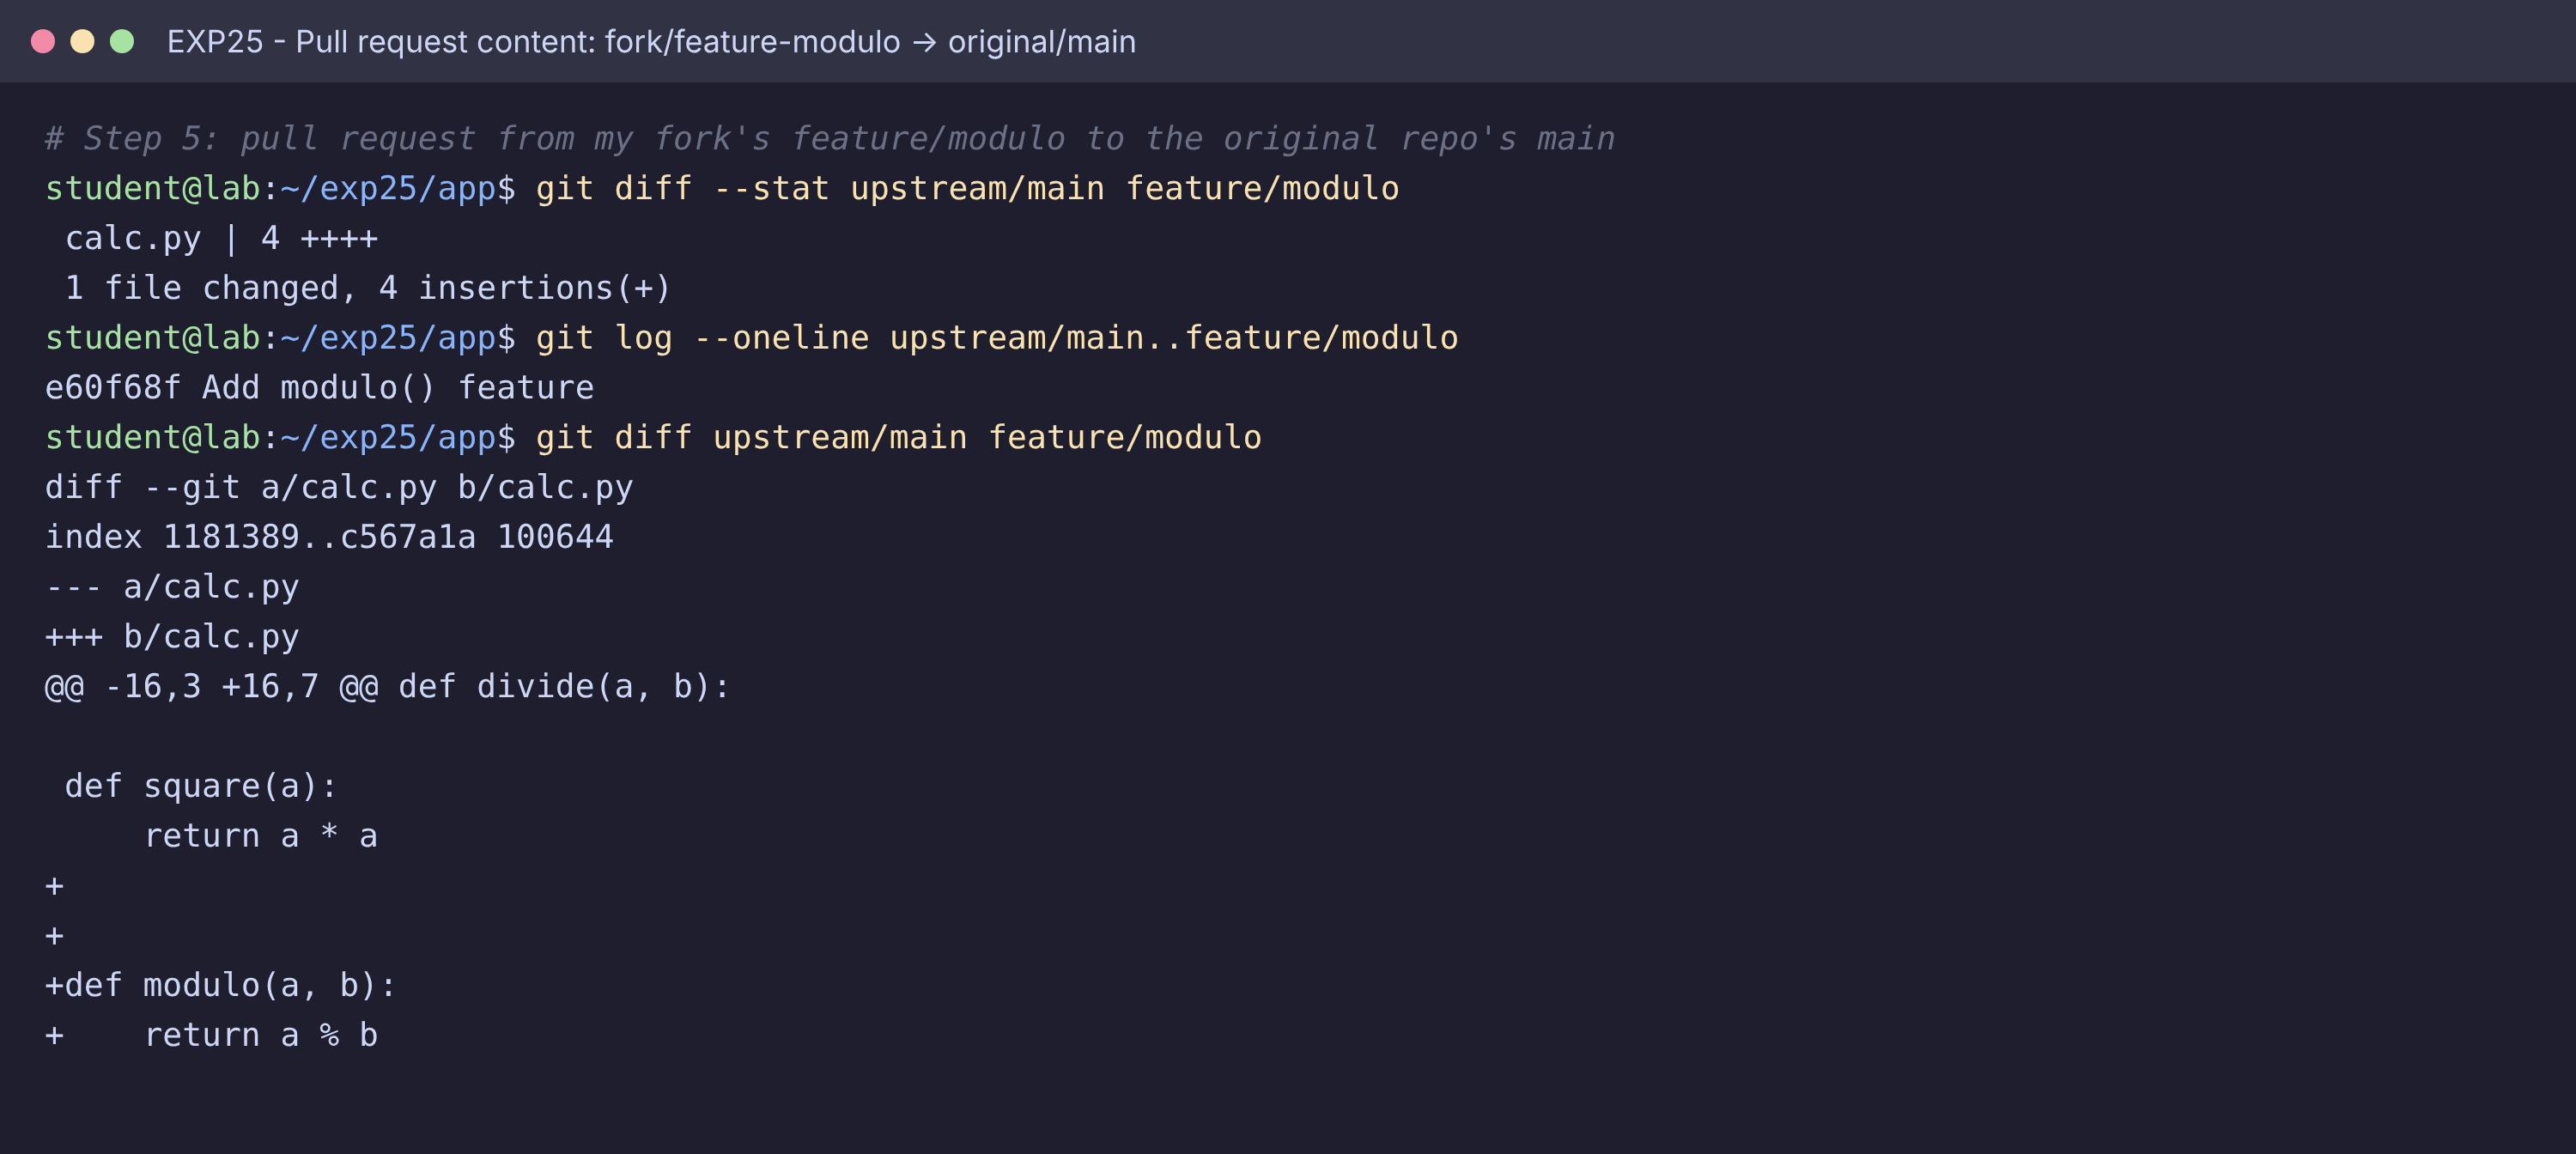 EXP25 - Pull request content: fork/feature-modulo → original/main
# Step 5: pull request from my fork's feature/modulo to the original repo's main
student@lab:~/exp25/app$ git diff --stat upstream/main feature/modulo
 calc.py | 4 ++++
 1 file changed, 4 insertions(+)
student@lab:~/exp25/app$ git log --oneline upstream/main..feature/modulo
e60f68f Add modulo() feature
student@lab:~/exp25/app$ git diff upstream/main feature/modulo
diff --git a/calc.py b/calc.py
index 1181389..c567a1a 100644
--- a/calc.py
+++ b/calc.py
@@ -16,3 +16,7 @@ def divide(a, b):

 def square(a):
     return a * a
+
+
+def modulo(a, b):
+    return a % b